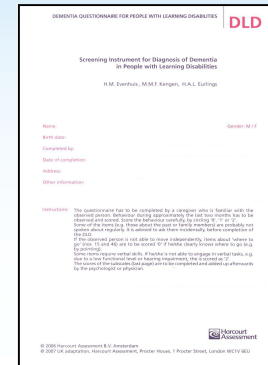 DEMENTIA QUESTIONNAIRE FOR PEOPLE WITH LEARNING DISABILITIES
DLD
Screening Instrument for Diagnosis of Dementia
in People with Learning Disabilities
H.M. Evenhuis, M.M.F. Kengen, H.A.L. Eurlings
Name: Gender: M / F
Birth date:
Completed by:
Date of completion:
Address:
Other information:
Instructions: The questionnaire has to be completed by a caregiver who is familiar with the
observed person. Behaviour during approximately the last two months has to be
observed and scored. Score the behaviour carefully, by circling '0', '1' or '2'.
Some of the items (e.g. those about the past or family members) are probably not
spoken about regularly. It is advised to ask them incidentally, before completion of
the DLD.
If the observed person is not able to move independently, items about 'where to
go' (nos. 15 and 46) are to be scored '0' if he/she clearly knows where to go (e.g.
by pointing).
Some items require verbal skills. If he/she is not able to engage in verbal tasks, e.g.
due to a low functional level or hearing impairment, the is scored as '2'.
The scores of the subscales (last page) are to be completed and added up afterwards
by the psychologist or physician.
Harcourt
Assessment
© 2006 Harcourt Assessment B.V. Amsterdam
© 2007 UK adaptation, Harcourt Assessment, Procter House, 1 Procter Street, London WC1V 6EU